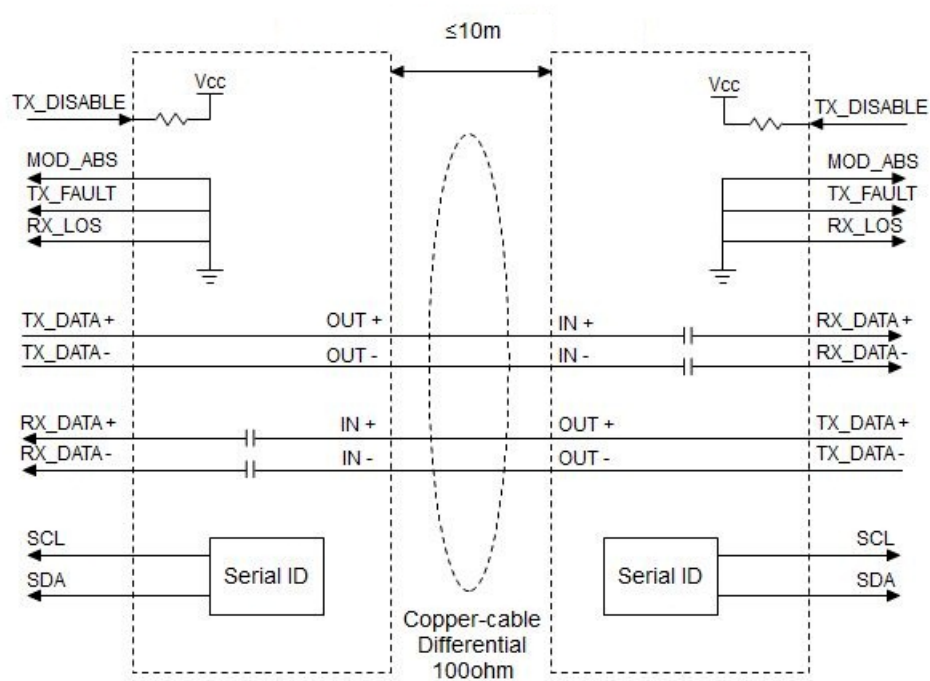 ≤10m
Vcc
Vcc
TX_DISABLE
TX_DISABLE
MOD_ABS
MOD_ABS
TX_FAULT
TX_FAULT
RX_LOS
RX_LOS
TX_DATA+ OUT + IN + RX_DATA+
TX_DATA- OUT - IN - RX_DATA-
RX_DATA+ IN + OUT + TX_DATA+
RX_DATA- IN - OUT - TX_DATA-
SCL
SCL
Serial ID
Serial ID
SDA
SDA
Copper-cable
Differential
100ohm